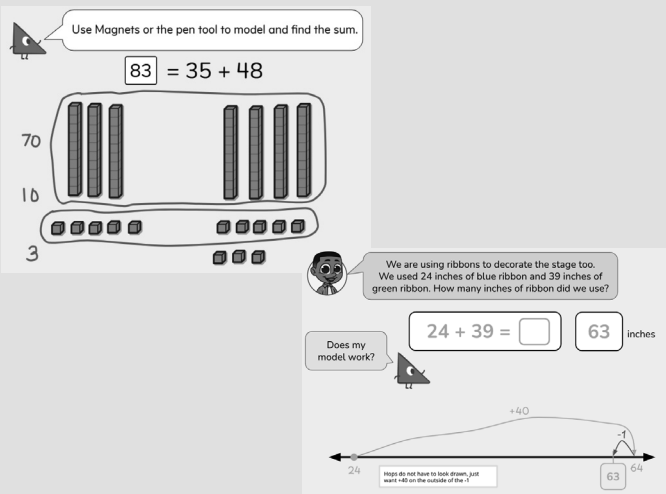 Use Magnets or the pen tool to model and find the sum.
83 = 35 + 48
70
10
3
We are using ribbons to decorate the stage too.
We used 24 inches of blue ribbon and 39 inches of
green ribbon. How many inches of ribbon did we use?
24 + 39 =
63 inches
Does my
model work?
+40
-1
24
63
64
Hops do not have to look drawn, just
want +40 on the outside of the -1